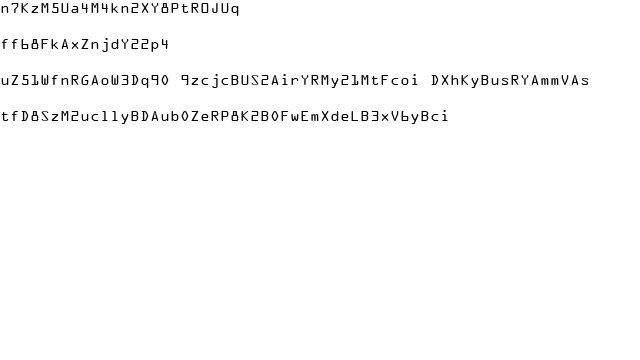 n7KzM5Ua4M4kn2XY8PtROJUq
ff68FkAxZnjdY22p4
uZ51WfnRGAoW3Dq90 9zcjcBUS2AirYRMy21MtFcoi DXhKyBusRYAmmVAs
tfD8SzM2ucl1yBDAub0ZeRP8K2B0FwEmXdeLB3xV6yBci